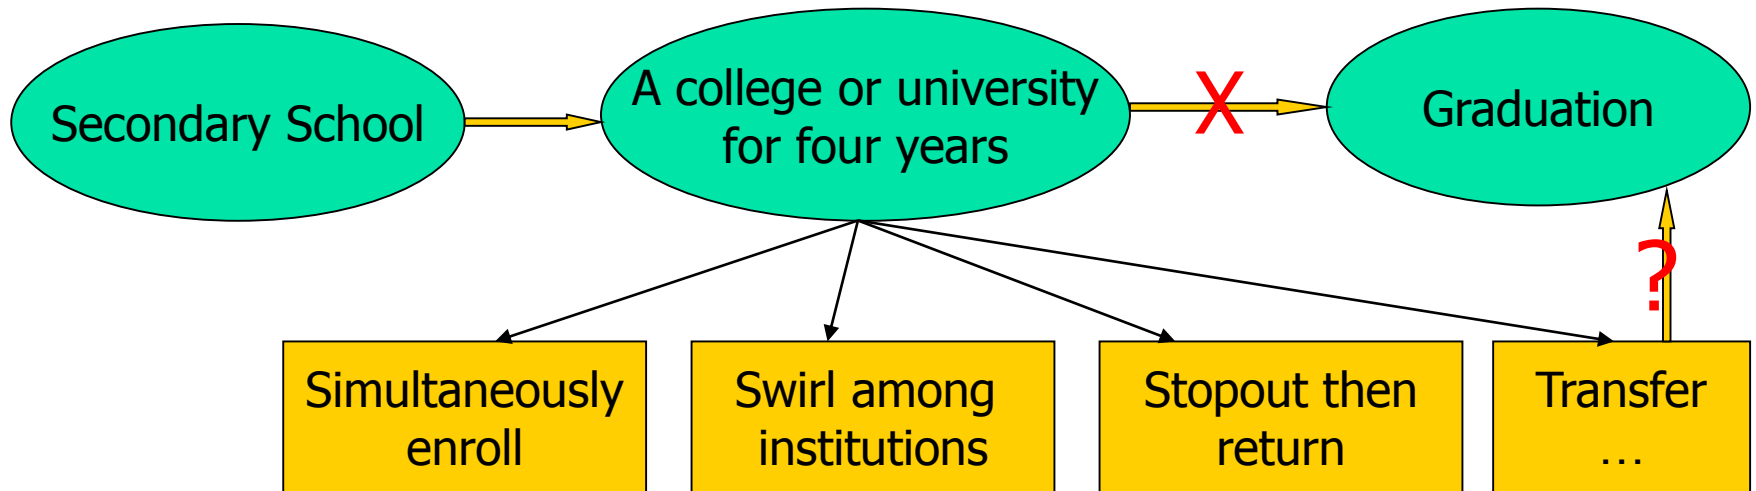 Secondary School
A college or university
for four years
X
Graduation
?
Simultaneously
enroll
Swirl among
institutions
Stopout then
return
Transfer
…